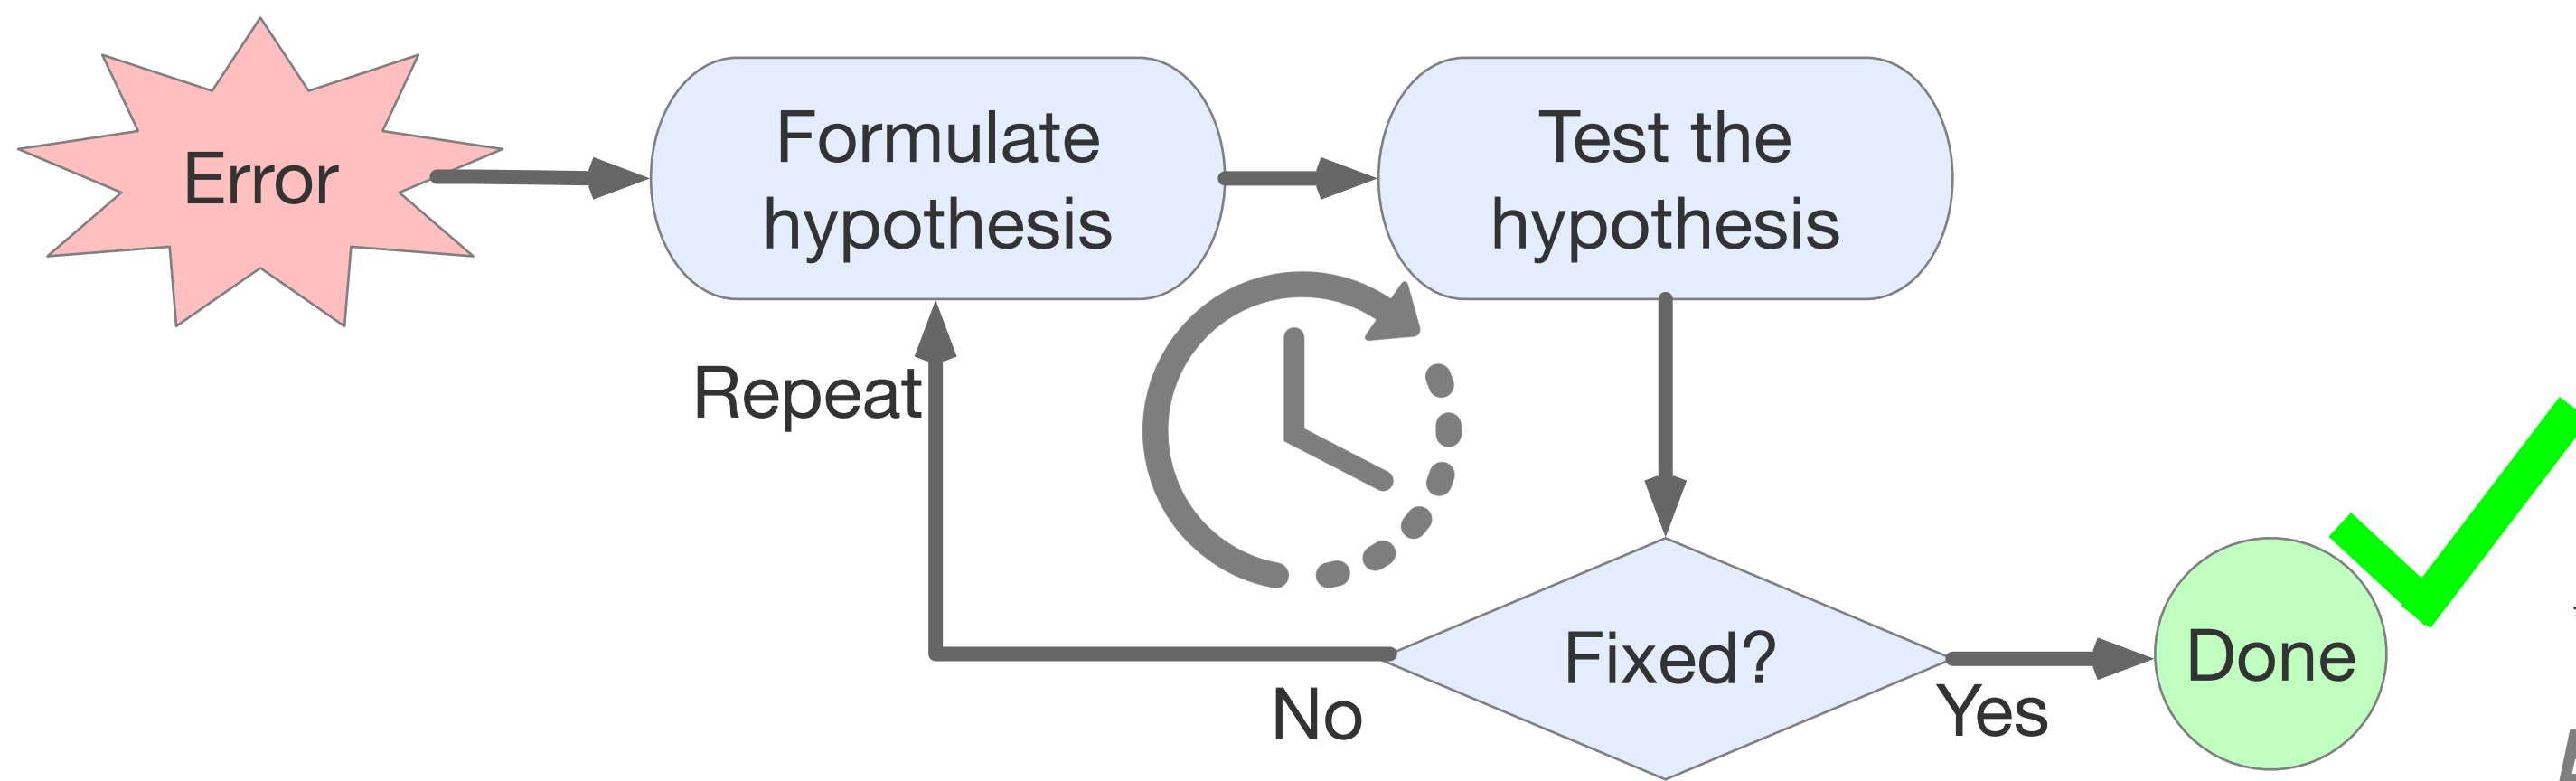 Error
Formulate
hypothesis
Test the
hypothesis
Repeat
Fixed?
No
Yes
Done